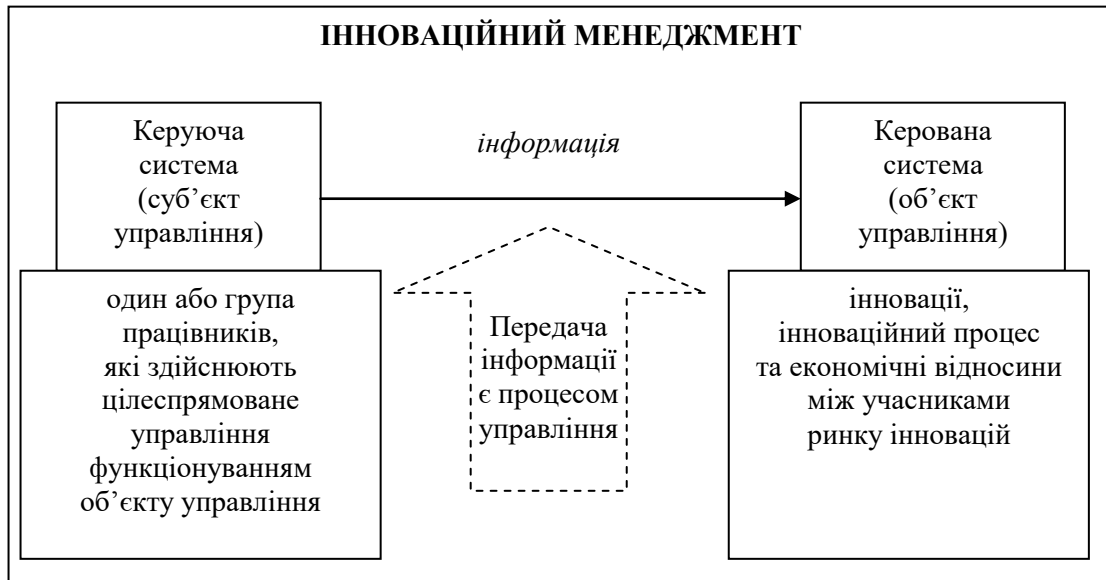 ІННОВАЦІЙНИЙ МЕНЕДЖМЕНТ
Керуюча
система
(суб’єкт
управління)
інформація
Керована
система
(об’єкт
управління)
один або група
працівників,
які здійснюють
цілеспрямоване
управління
функціонуванням
об’єкту управління
Передача
інформації
є процесом
управління
інновації,
інноваційний процес
та економічні відносини
між учасниками
ринку інновацій